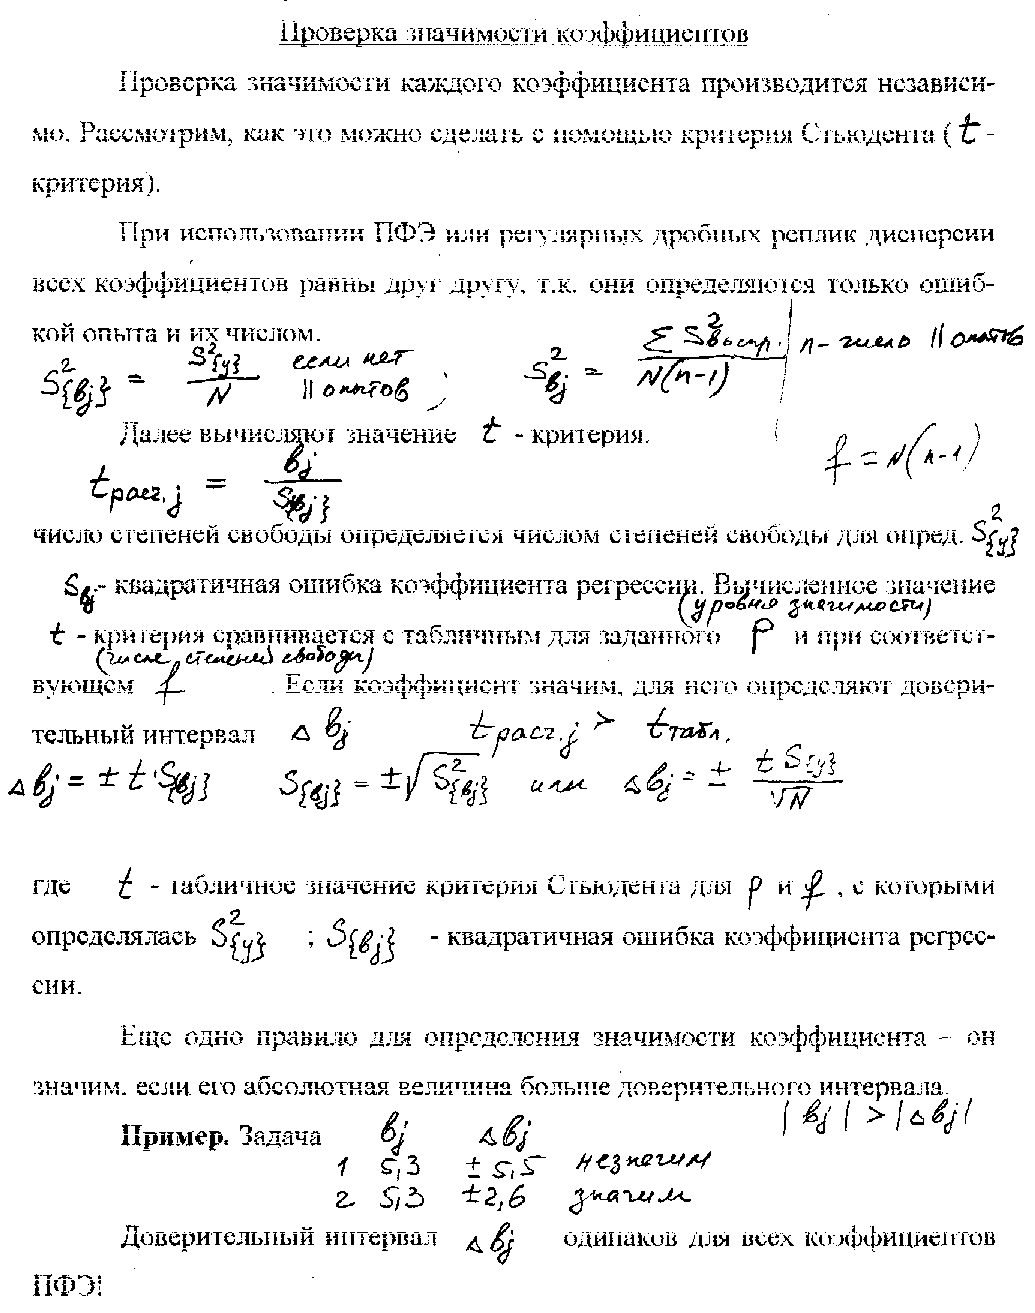 Проверка значимости коэффициентов
Проверка значимости каждого коэффициента производится независи-
мо. Рассмотрим, как это можно сделать с помощью критерия Стьюдента ( t -
критерия).
При использовании ПФЭ или регулярных дробных реплик дисперсии
всех коэффициентов равны друг другу, т.к. они определяются только ошиб-
кой опыта и их числом.
S²{bj} = S²{y} / N если нет || опытов ; S²bj = Σ S²воспр. / N(n-1) n - число || опытов
Далее вычисляют значение t - критерия.
f = N(n-1)
tрасч.j = bj / S{bj}
число степеней свободы определяется числом степеней свободы для опред. S²{y}
Sbj - квадратичная ошибка коэффициента регрессии. Вычисленное значение
(уровня значимости)
t - критерия сравнивается с табличным для заданного p и при соответст-
(числе степеней свободы)
вующем f . Если коэффициент значим, для него определяют довери-
тельный интервал Δbj tрасч.j > tтабл.
Δbj = ± t · S{bj} S{bj} = ±√S²{bj} или Δbj = ± t S{y} / √N
где t - табличное значение критерия Стьюдента для p и f , с которыми
определялась S²{y} ; S{bj} - квадратичная ошибка коэффициента регрес-
сии.
Еще одно правило для определения значимости коэффициента - он
значим, если его абсолютная величина больше доверительного интервала.
|bj| > |Δbj|
Пример. Задача bj Δbj
1 5,3 ± 5,5 незначим
2 5,3 ±2,6 значим
Доверительный интервал Δbj одинаков для всех коэффициентов
ПФЭ!